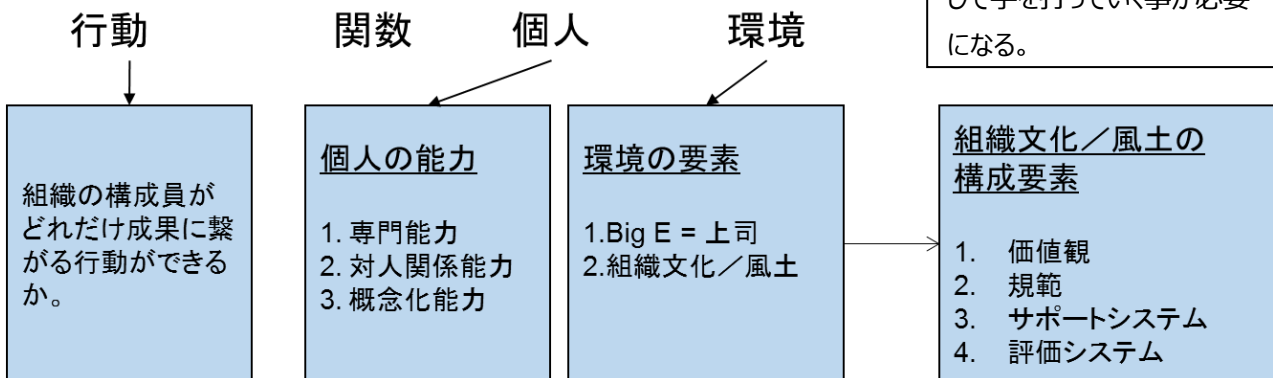 行動
関数
個人
環境
して手を打っていく事が必要
になる。
組織の構成員が
どれだけ成果に繋
がる行動ができる
か。
個人の能力
1. 専門能力
2. 対人関係能力
3. 概念化能力
環境の要素
1.Big E = 上司
2.組織文化／風土
組織文化／風土の
構成要素
1. 価値観
2. 規範
3. サポートシステム
4. 評価システム